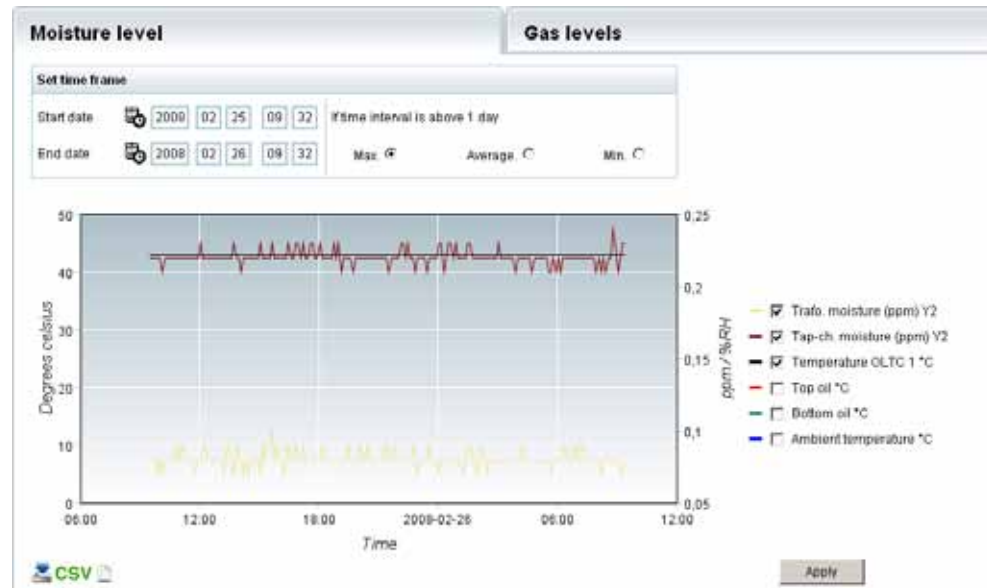 Moisture level
Gas levels
Set time frame
Start date 2008 02 25 09 32 If time interval is above 1 day
End date 2008 02 26 09 32 Max. Average. Min.
50
40
30
20
10
0
Degrees celsius
0,25
0,2
0,15
0,1
0,05
ppm / %RH
06:00 12:00 18:00 2008-02-26 06:00 12:00
Time
Trafo. moisture (ppm) Y2
Tap-ch. moisture (ppm) Y2
Temperature OLTC 1 °C
Top oil °C
Bottom oil °C
Ambient temperature °C
CSV
Apply